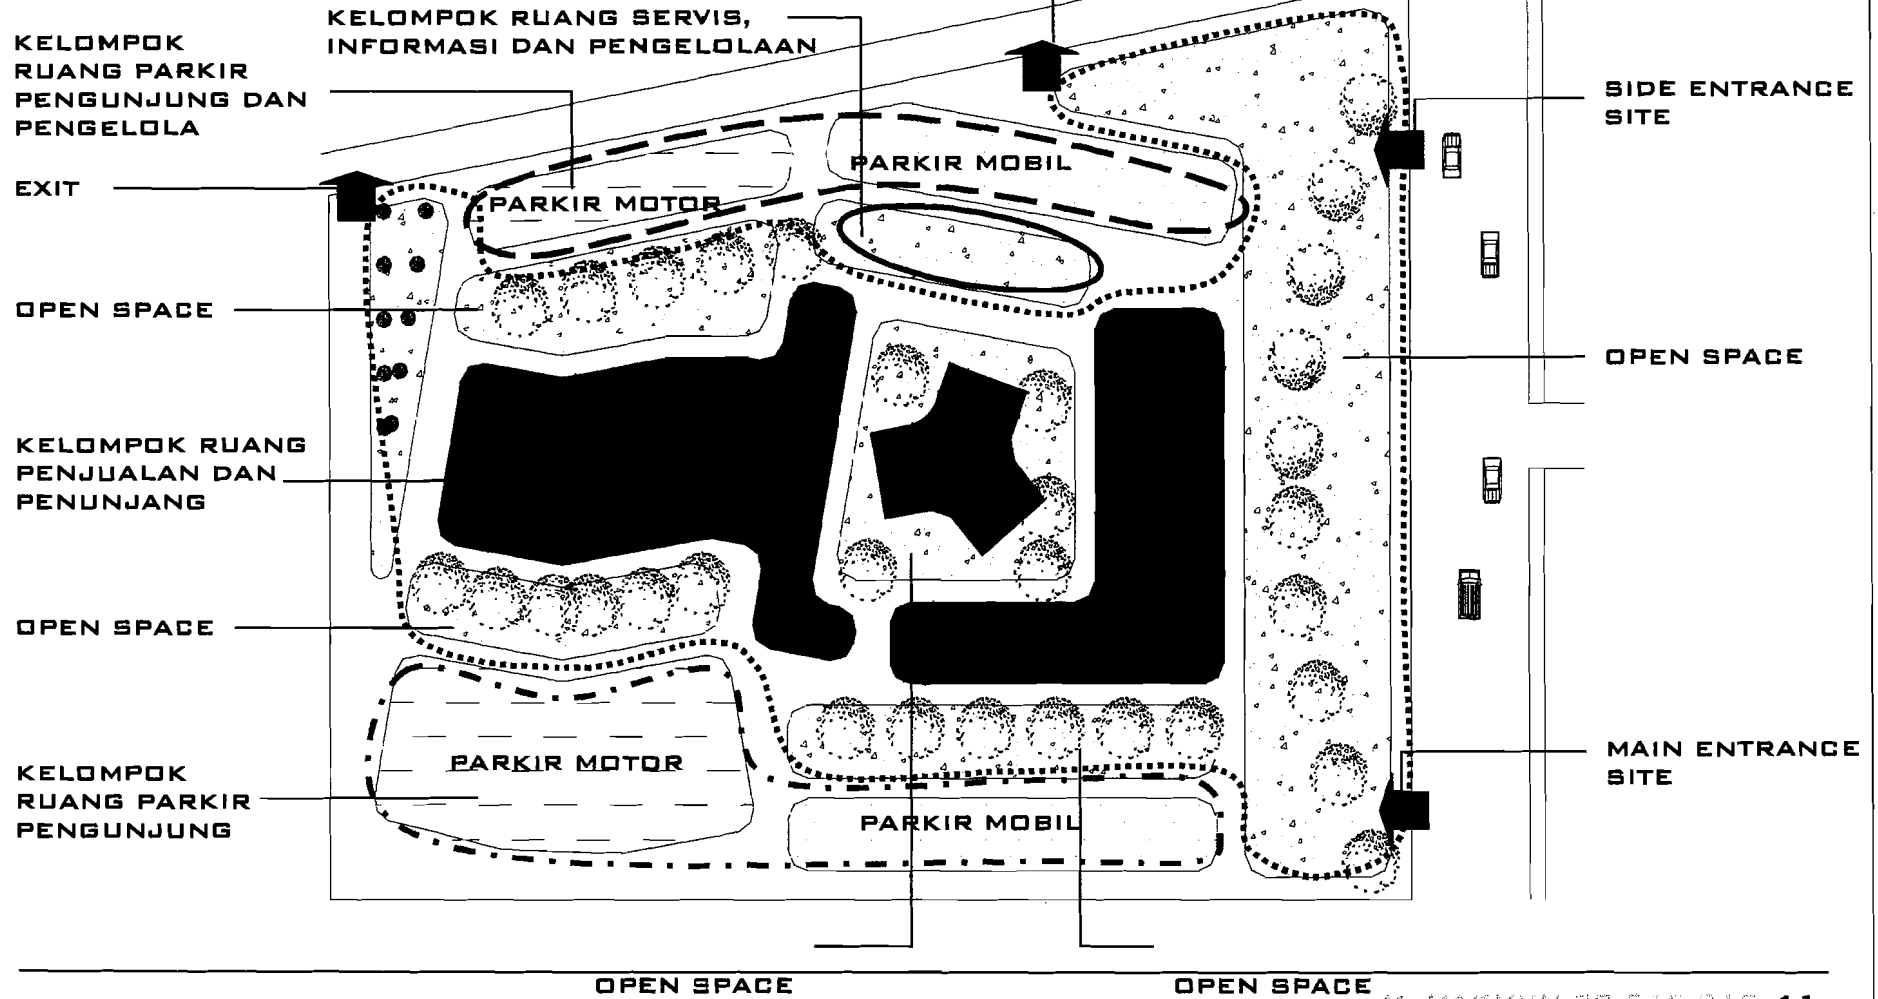 KELOMPOK RUANG SERVIS,
INFORMASI DAN PENGELOLAAN
KELOMPOK
RUANG PARKIR
PENGUNJUNG DAN
PENGELOLA
SIDE ENTRANCE
SITE
PARKIR MOBIL
EXIT
PARKIR MOTOR
OPEN SPACE
OPEN SPACE
KELOMPOK RUANG
PENJUALAN DAN
PENUNJANG
OPEN SPACE
MAIN ENTRANCE
SITE
PARKIR MOTOR
KELOMPOK
RUANG PARKIR
PENGUNJUNG
PARKIR MOBIL
OPEN SPACE
OPEN SPACE